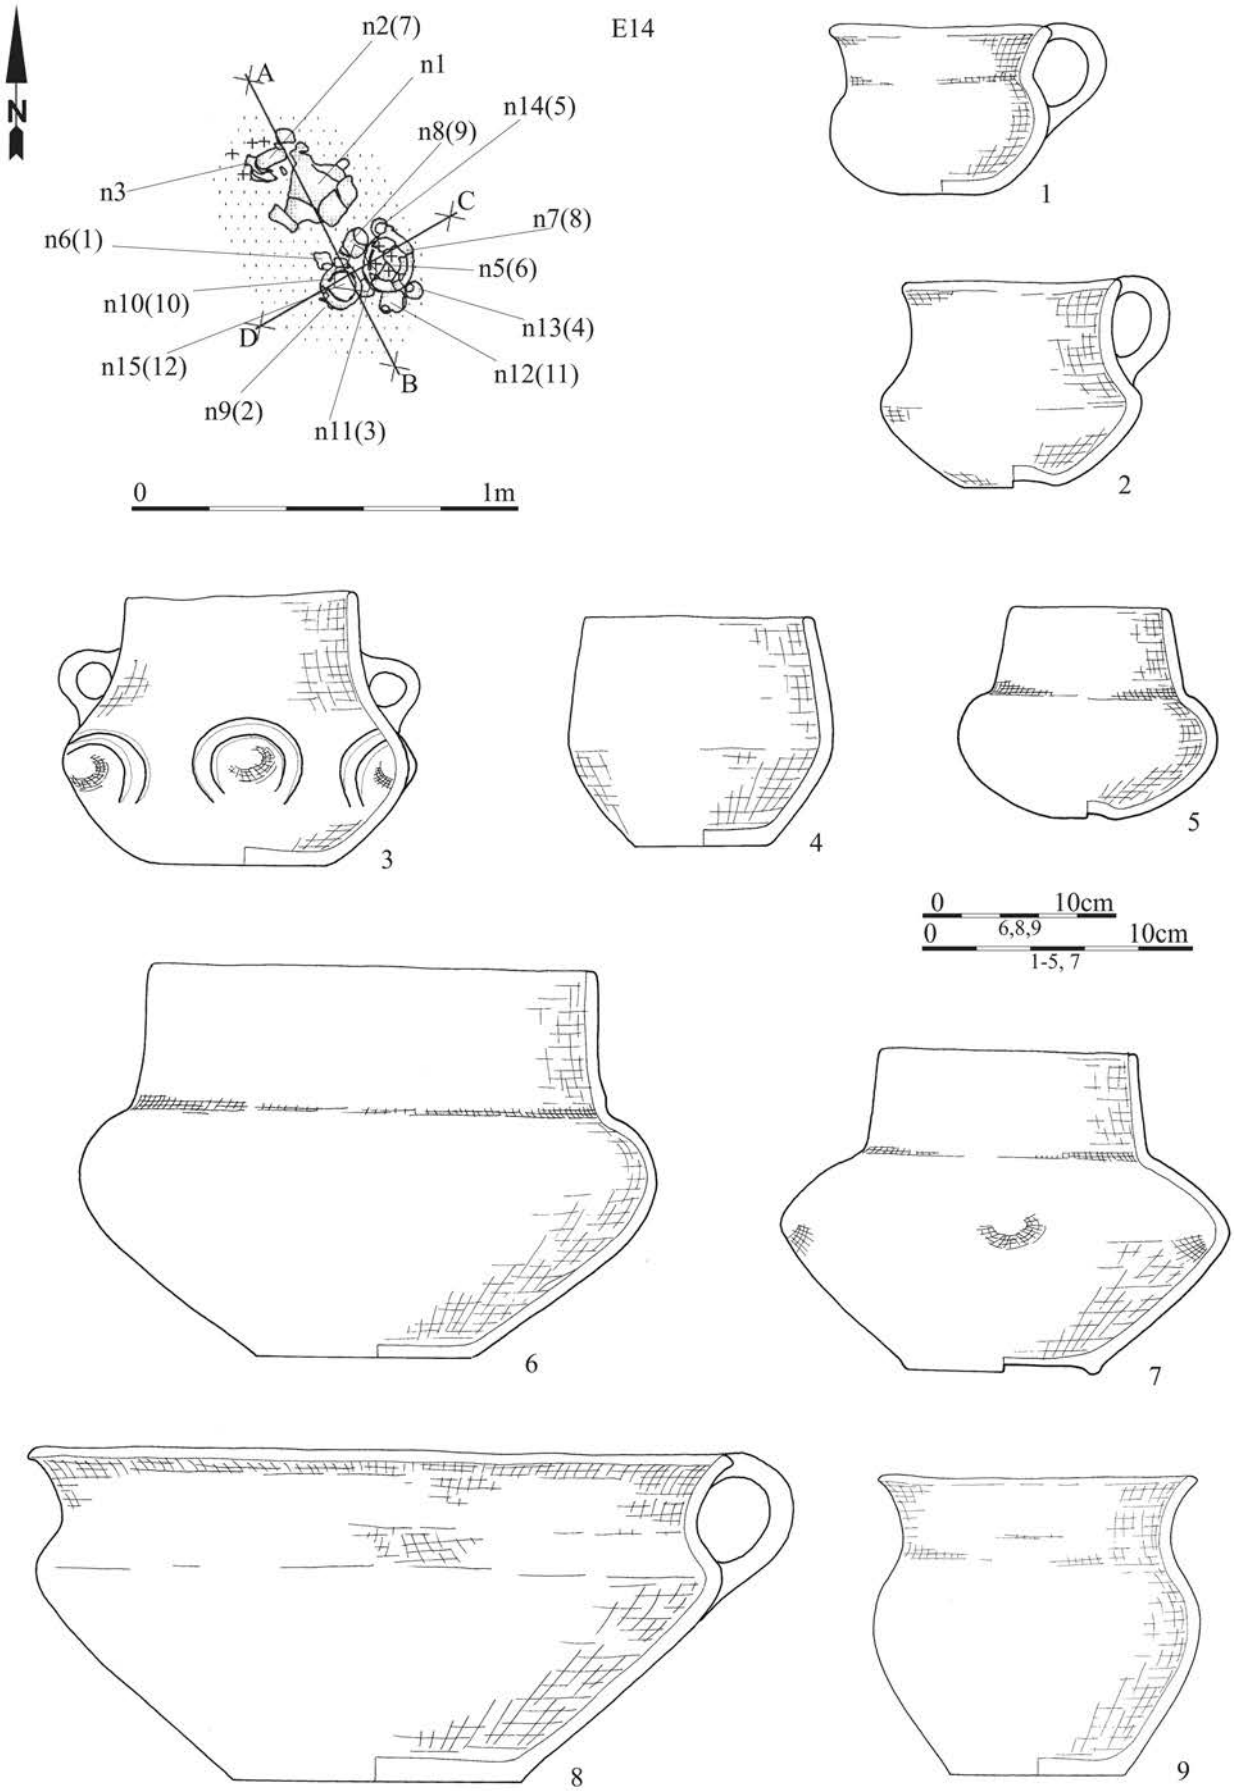 E14
N
A
n2(7)
n1
n14(5)
n8(9)
n3
C
n7(8)
n6(1)
n5(6)
n10(10)
n13(4)
D
n15(12)
B
n12(11)
n9(2)
n11(3)
0 1m
1
2
3
4
5
0 10cm
6,8,9
0 10cm
1-5, 7
6
7
8
9